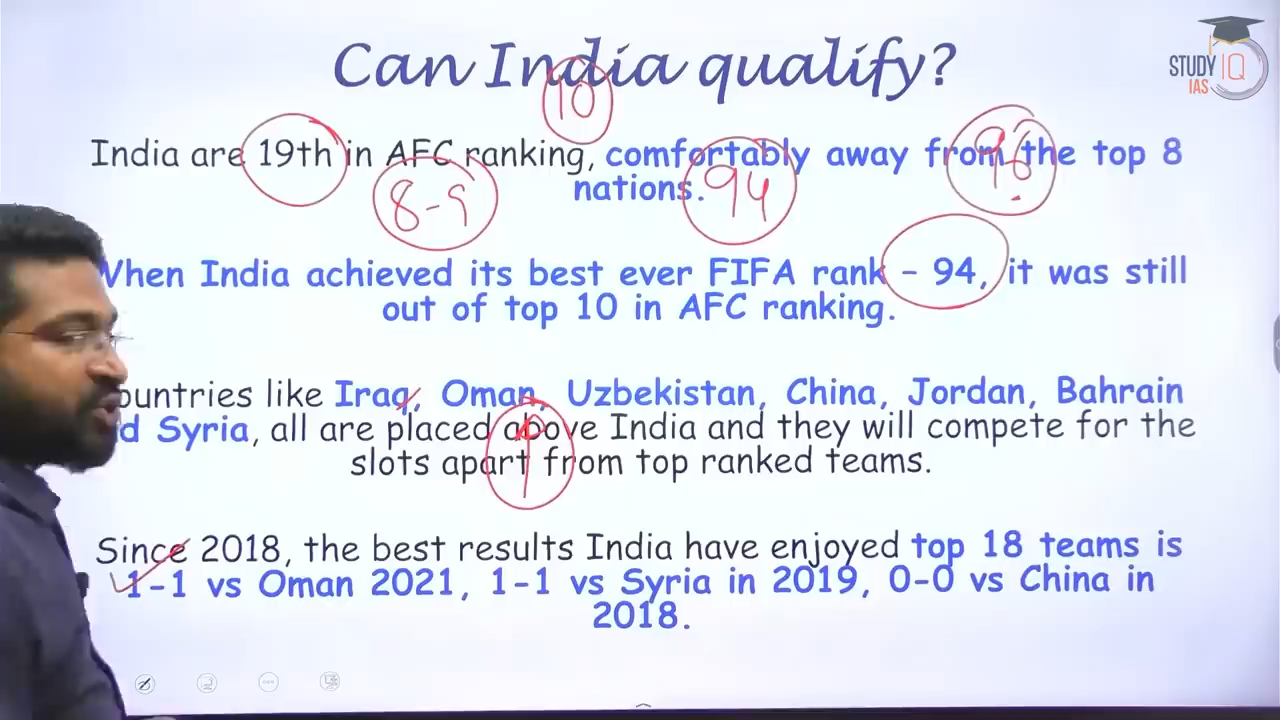 Can India qualify?
STUDY IQ
IAS
10
India are 19th in AFC ranking, comfortably away from the top 8
nations.
8-9
94
96
When India achieved its best ever FIFA rank - 94, it was still
out of top 10 in AFC ranking.
ountries like Iraq, Oman, Uzbekistan, China, Jordan, Bahrain
d Syria, all are placed above India and they will compete for the
slots apart from top ranked teams.
Since 2018, the best results India have enjoyed top 18 teams is
1-1 vs Oman 2021, 1-1 vs Syria in 2019, 0-0 vs China in
2018.